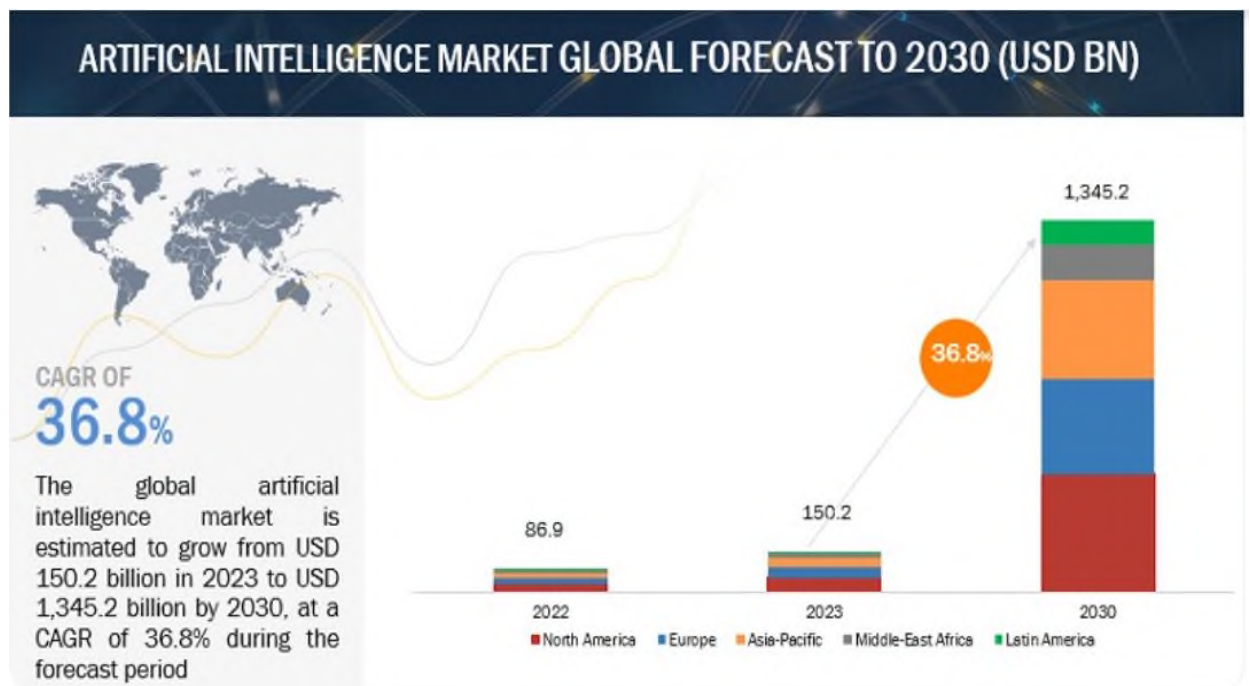 ARTIFICIAL INTELLIGENCE MARKET GLOBAL FORECAST TO 2030 (USD BN)
CAGR OF
36.8%
The global artificial
intelligence market is
estimated to grow from USD
150.2 billion in 2023 to USD
1,345.2 billion by 2030, at a
CAGR of 36.8% during the
forecast period
1,345.2
36.8%
150.2
86.9
2022 2023 2030
North America Europe Asia-Pacific Middle-East Africa Latin America